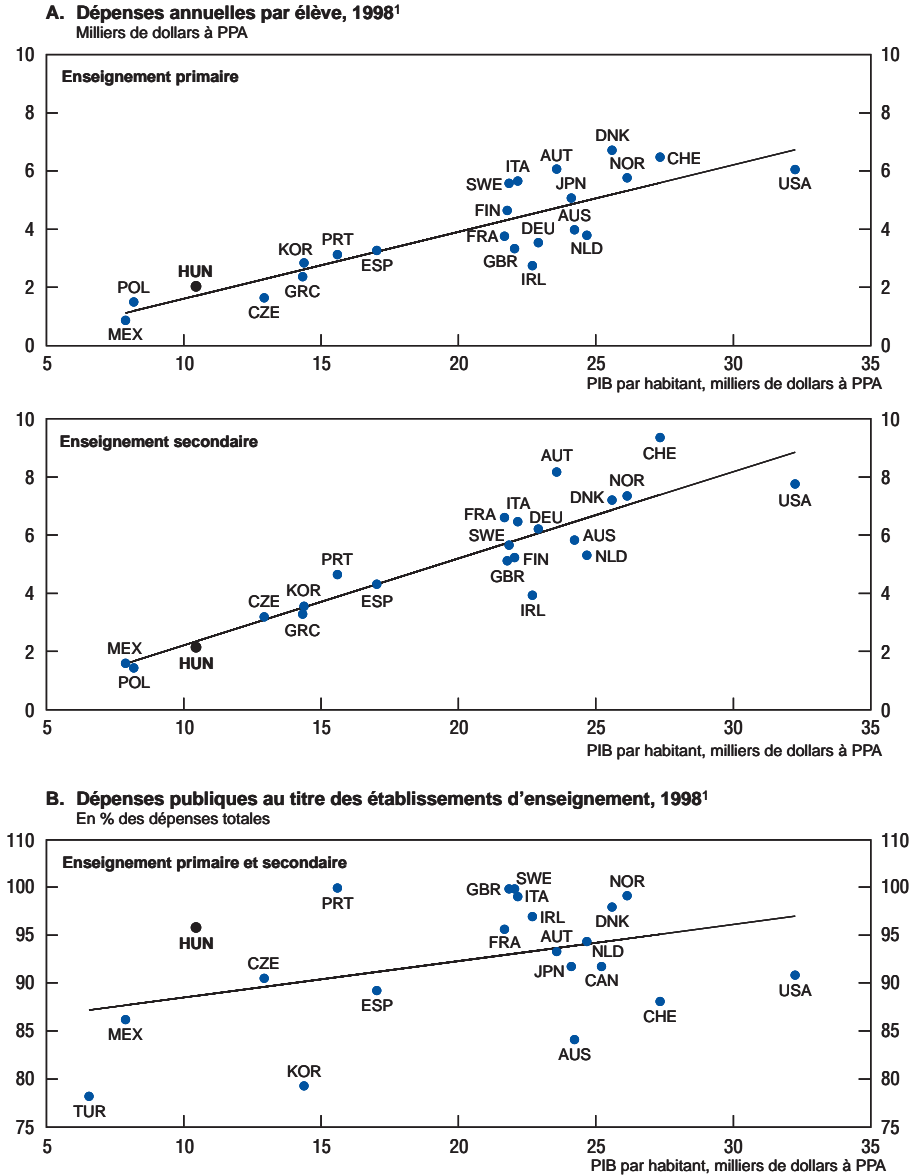 A. Dépenses annuelles par élève, 1998¹
Milliers de dollars à PPA
10 10
Enseignement primaire
8 8
DNK
ITA AUT NOR CHE
6 6
SWE JPN USA
FIN AUS
4 FRA DEU 4
KOR PRT GBR NLD
ESP IRL
HUN
POL GRC
2 2
CZE
MEX
0 0
5 10 15 20 25 30 35
PIB par habitant, milliers de dollars à PPA
10 10
Enseignement secondaire
AUT CHE
8 8
NOR
DNK USA
FRA ITA DEU
6 6
SWE AUS
FIN NLD
PRT GBR
4 4
CZE KOR ESP IRL
GRC
MEX
2 2
HUN
POL
0 0
5 10 15 20 25 30 35
PIB par habitant, milliers de dollars à PPA
B. Dépenses publiques au titre des établissements d’enseignement, 1998¹
En % des dépenses totales
110 110
Enseignement primaire et secondaire
105 105
SWE NOR
100 GBR ITA 100
PRT
IRL DNK
95 HUN FRA AUT 95
NLD
CZE JPN CAN
90 90
ESP USA
MEX CHE
85 85
AUS
KOR
80 80
TUR
75 75
5 10 15 20 25 30 35
PIB par habitant, milliers de dollars à PPA